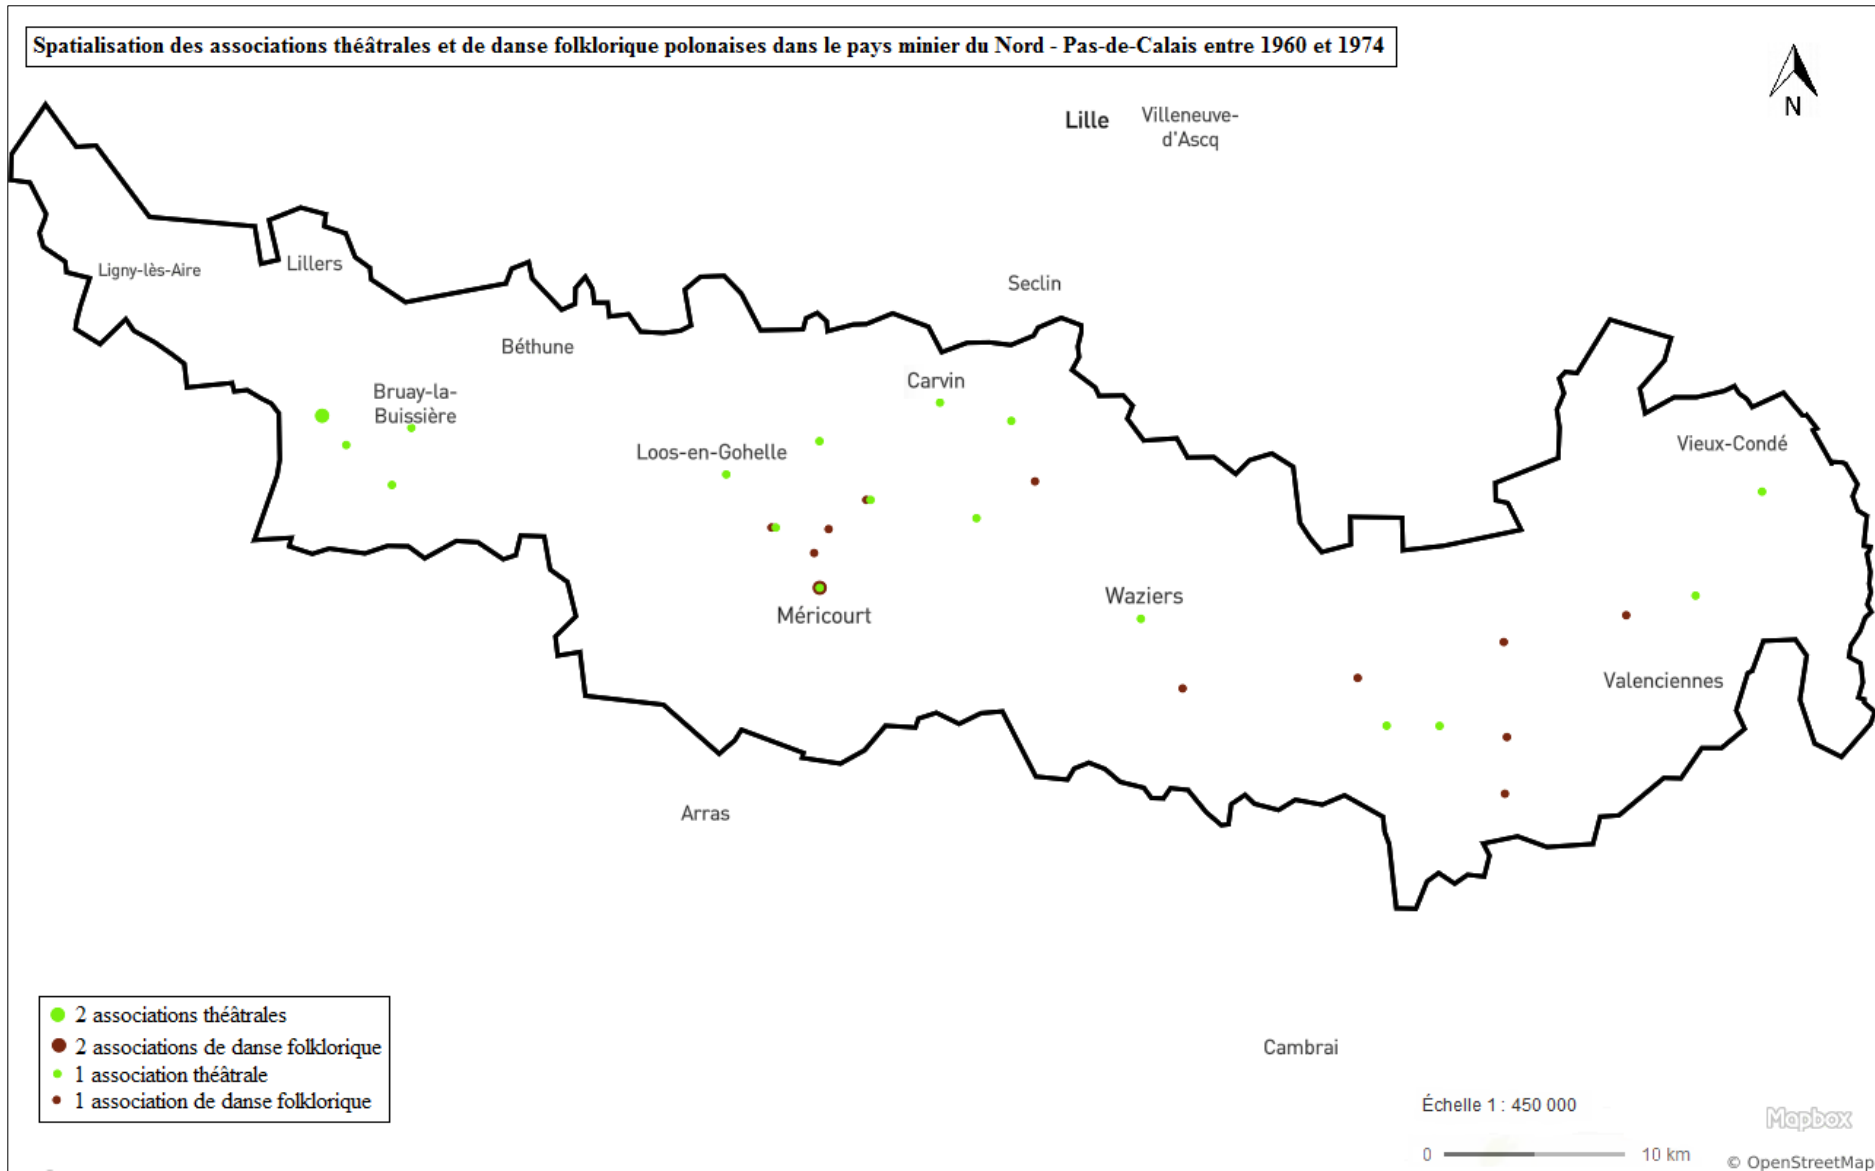 Spatialisation des associations théâtrales et de danse folklorique polonaises dans le pays minier du Nord - Pas-de-Calais entre 1960 et 1974
N
Lille
Villeneuve-
d'Ascq
Ligny-lès-Aire
Lillers
Seclin
Béthune
Bruay-la-
Buissière
Carvin
Loos-en-Gohelle
Vieux-Condé
Méricourt
Waziers
Valenciennes
Arras
2 associations théâtrales
2 associations de danse folklorique
1 association théâtrale
1 association de danse folklorique
Cambrai
Échelle 1 : 450 000
0 10 km
Mapbox
© OpenStreetMap